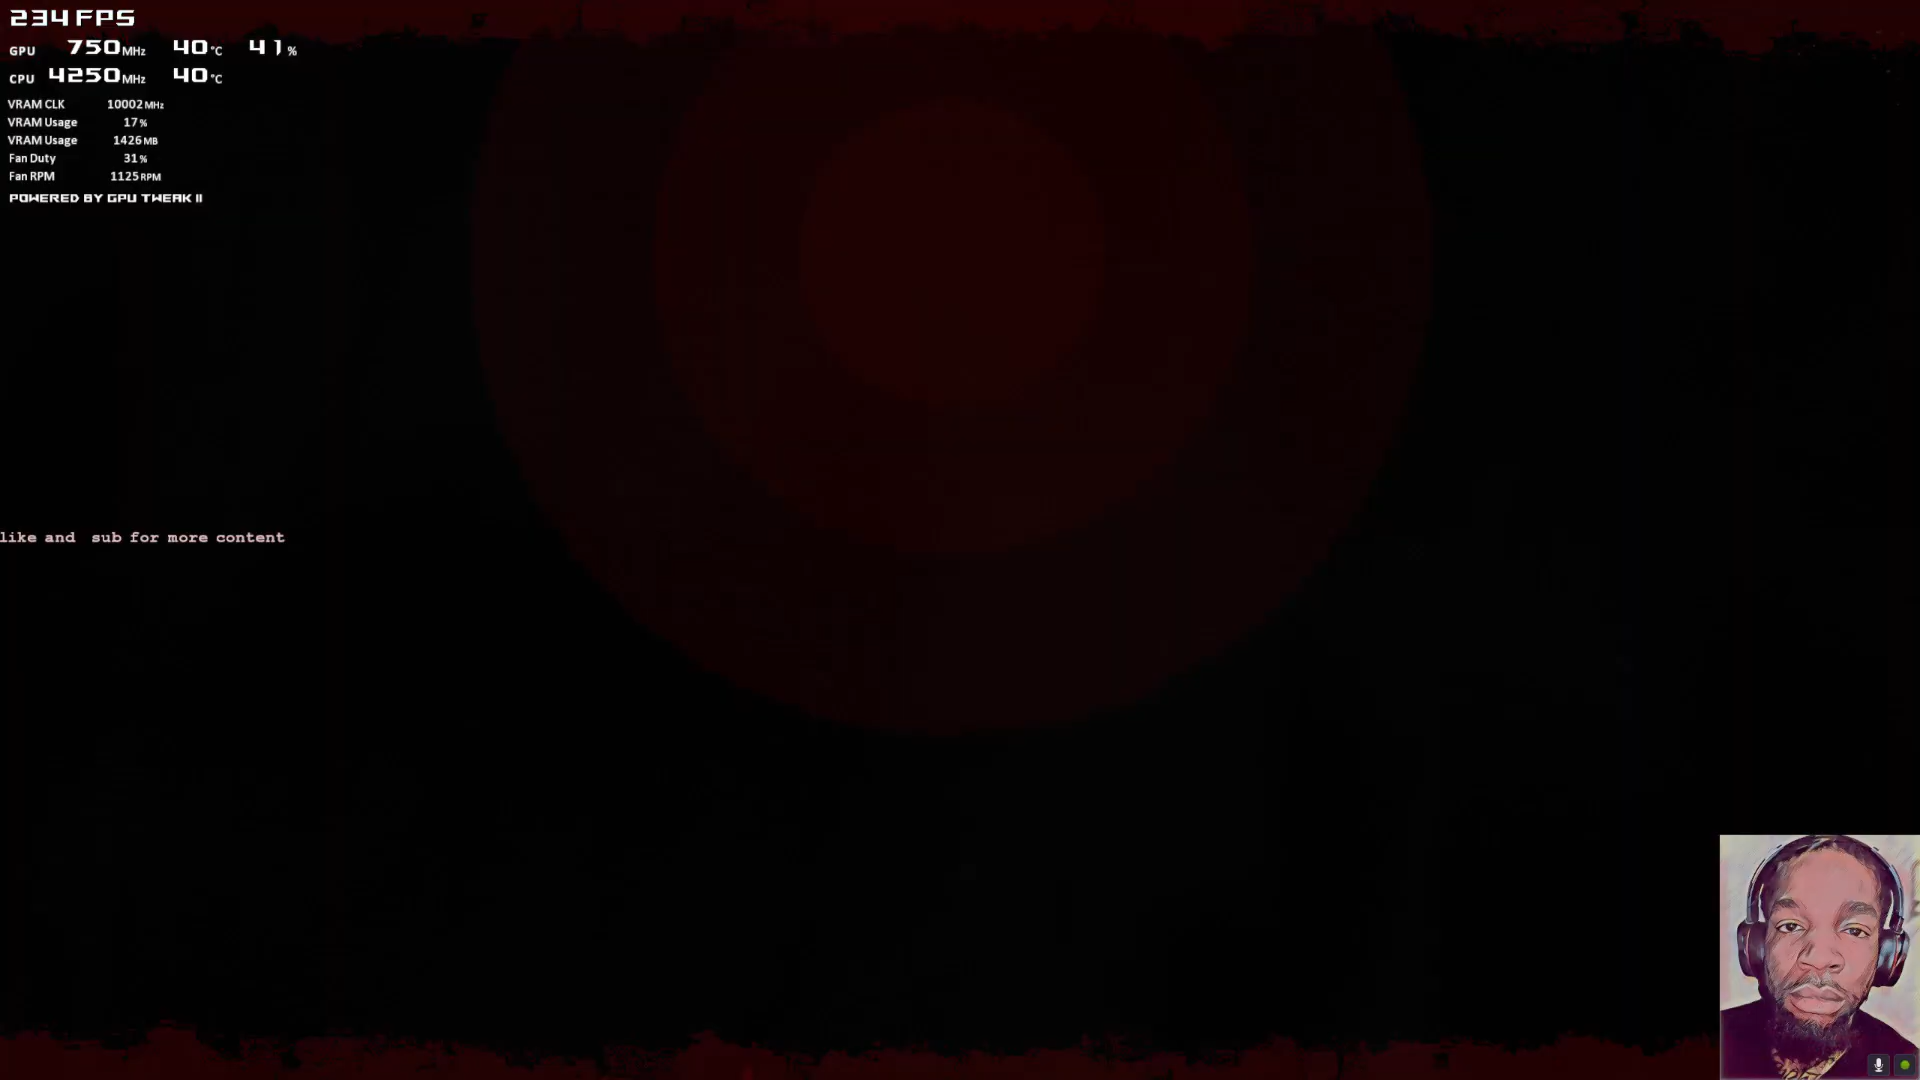 234 FPS
GPU 750 MHz 40 °C 41 %
CPU 4250 MHz 40 °C
VRAM CLK 10002 MHz
VRAM Usage 17 %
VRAM Usage 1426 MB
Fan Duty 31 %
Fan RPM 1125 RPM
POWERED BY GPU TWEAK II
like and sub for more content